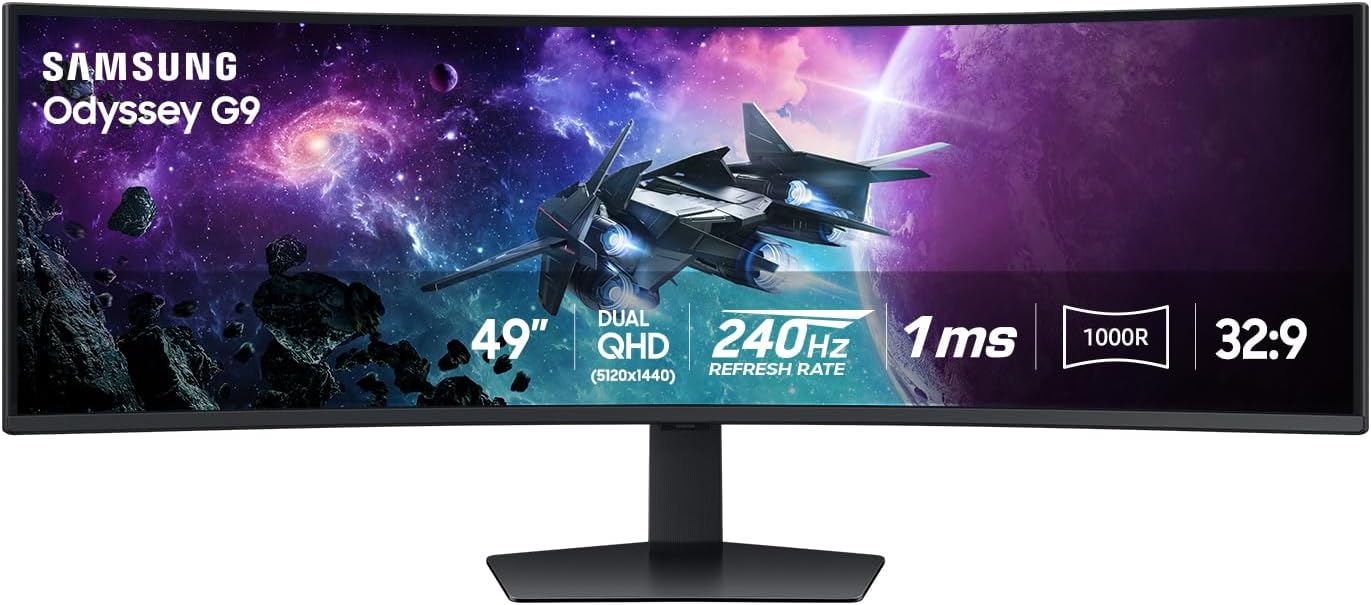 SAMSUNG
Odyssey G9
49"
DUAL
QHD
(5120x1440)
240Hz
REFRESH RATE
1ms
1000R
32:9